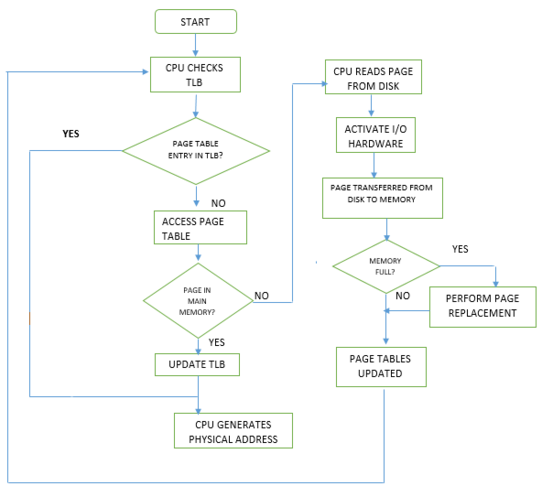 START
CPU CHECKS
TLB
YES
PAGE TABLE
ENTRY IN TLB?
NO
ACCESS PAGE
TABLE
PAGE IN
MAIN
MEMORY?
NO
YES
UPDATE TLB
CPU GENERATES
PHYSICAL ADDRESS
CPU READS PAGE
FROM DISK
ACTIVATE I/O
HARDWARE
PAGE TRANSFERRED FROM
DISK TO MEMORY
MEMORY
FULL?
YES
NO
PERFORM PAGE
REPLACEMENT
PAGE TABLES
UPDATED